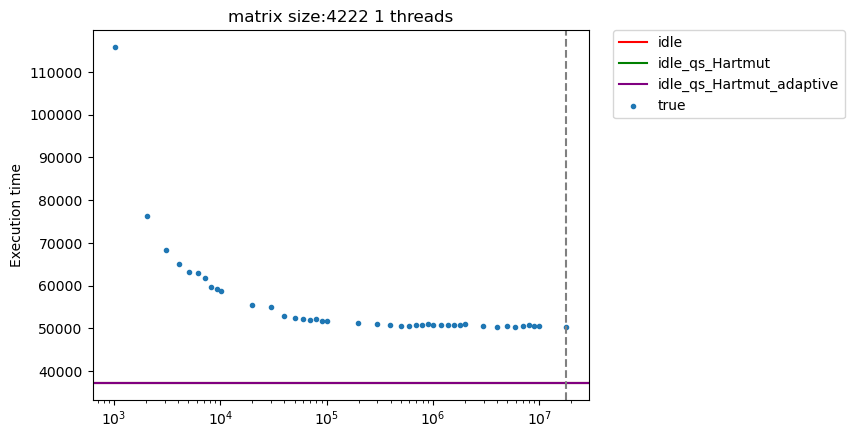 matrix size:4222 1 threads
idle
idle_qs_Hartmut
idle_qs_Hartmut_adaptive
true
Execution time
110000
100000
90000
80000
70000
60000
50000
40000
10³ 10⁴ 10⁵ 10⁶ 10⁷